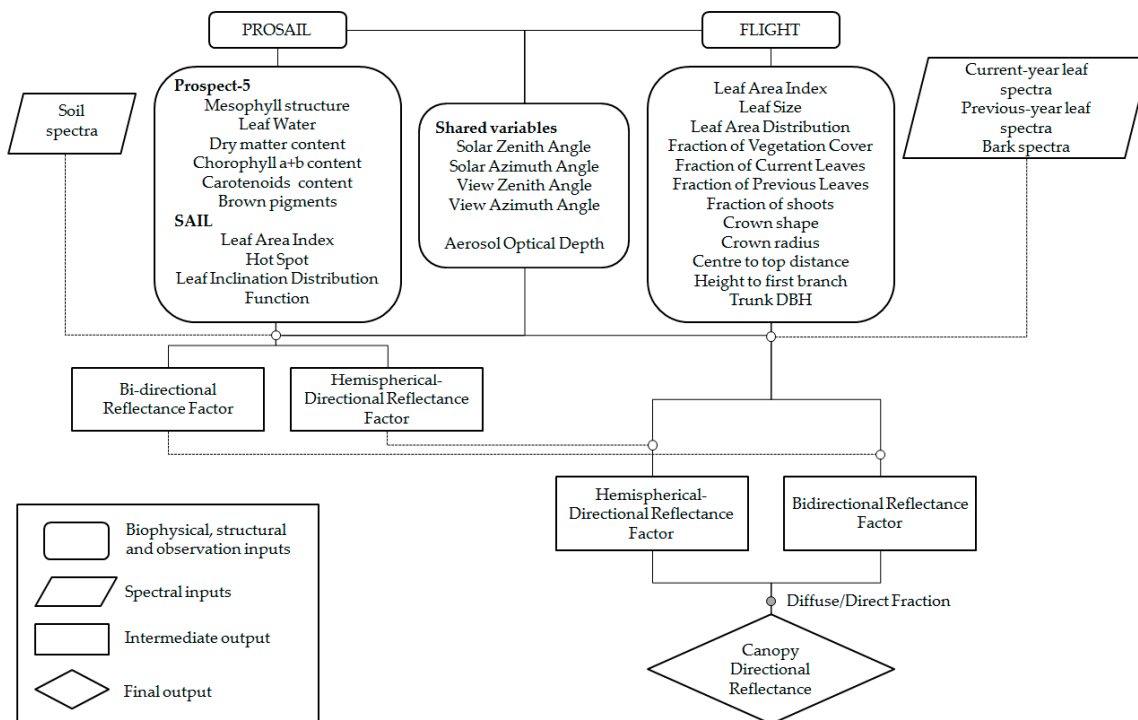 PROSAIL
FLIGHT
Soil
spectra
Prospect-5
Mesophyll structure
Leaf Water
Dry matter content
Chorophyll a+b content
Carotenoids content
Brown pigments
SAIL
Leaf Area Index
Hot Spot
Leaf Inclination Distribution
Function
Shared variables
Solar Zenith Angle
Solar Azimuth Angle
View Zenith Angle
View Azimuth Angle
Aerosol Optical Depth
Leaf Area Index
Leaf Size
Leaf Area Distribution
Fraction of Vegetation Cover
Fraction of Current Leaves
Fraction of Previous Leaves
Fraction of shoots
Crown shape
Crown radius
Centre to top distance
Height to first branch
Trunk DBH
Current-year leaf
spectra
Previous-year leaf
spectra
Bark spectra
Bi-directional
Reflectance Factor
Hemispherical-
Directional Reflectance
Factor
Hemispherical-
Directional Reflectance
Factor
Bidirectional Reflectance
Factor
Diffuse/Direct Fraction
Canopy
Directional
Reflectance
Biophysical, structural
and observation inputs
Spectral inputs
Intermediate output
Final output